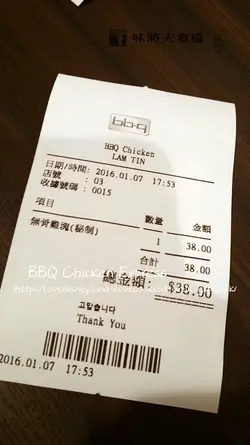 味將夫妻檔
bb.q
BBQ Chicken
LAM TIN
日期/時間: 2016.01.07 17:53
店號 : 03
收據號碼 : 0015
項目 數量 金額
無骨雞塊(秘制) 1 38.00
合計 38.00
總金額: $38.00
BBQ Chicken Express
고맙습니다
Thank You
2016.01.07 17:53